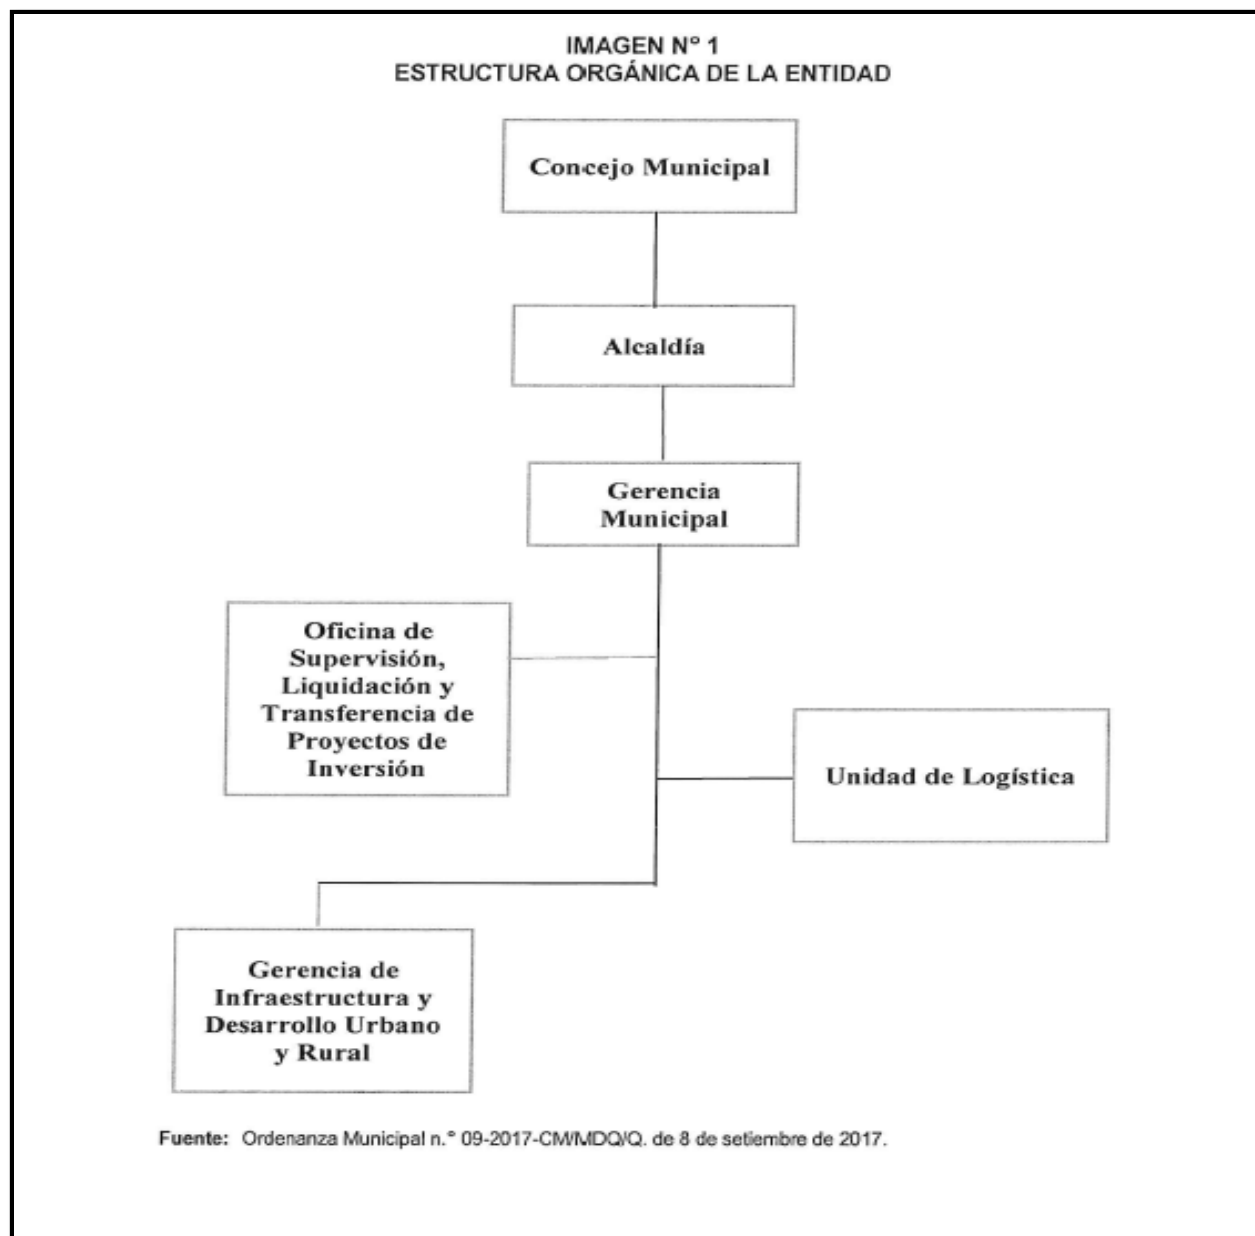 IMAGEN N° 1
ESTRUCTURA ORGÁNICA DE LA ENTIDAD
Concejo Municipal
Alcaldía
Gerencia
Municipal
Oficina de
Supervisión,
Liquidación y
Transferencia de
Proyectos de
Inversión
Unidad de Logística
Gerencia de
Infraestructura y
Desarrollo Urbano
y Rural
Fuente: Ordenanza Municipal n.° 09-2017-CM/MDQ/Q. de 8 de setiembre de 2017.